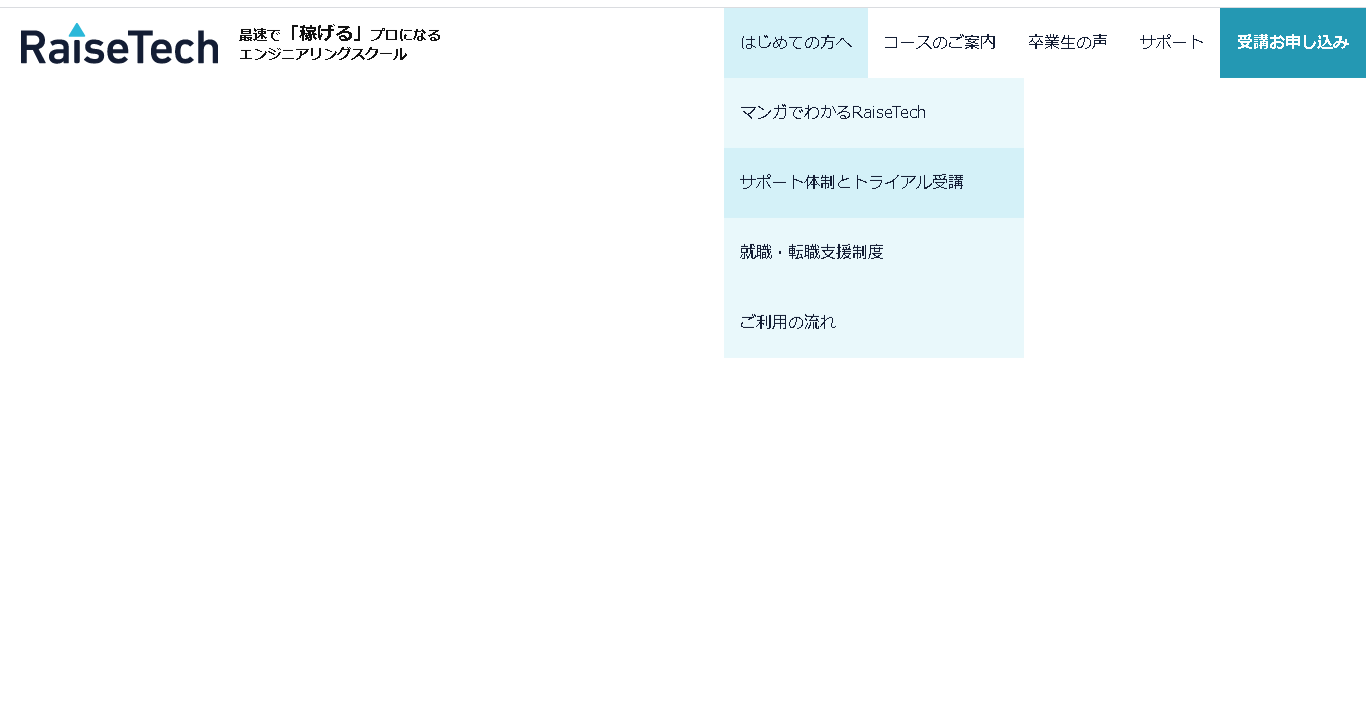 RaiseTech
最速で「稼げる」プロになる
エンジニアリングスクール
はじめての方へ
コースのご案内
卒業生の声
サポート
受講お申し込み
マンガでわかるRaiseTech
サポート体制とトライアル受講
就職・転職支援制度
ご利用の流れ